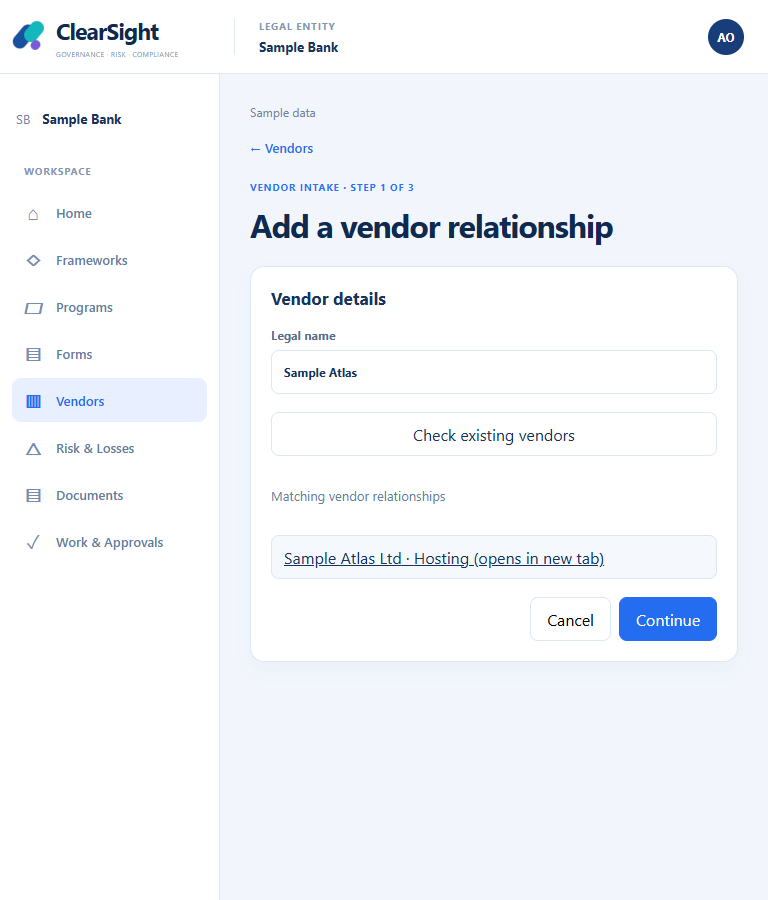 ClearSight
GOVERNANCE · RISK · COMPLIANCE
LEGAL ENTITY
Sample Bank
AO
SB Sample Bank
WORKSPACE
Home
Frameworks
Programs
Forms
Vendors
Risk & Losses
Documents
Work & Approvals
Sample data
← Vendors
VENDOR INTAKE · STEP 1 OF 3
Add a vendor relationship
Vendor details
Legal name
Sample Atlas
Check existing vendors
Matching vendor relationships
Sample Atlas Ltd · Hosting (opens in new tab)
Cancel Continue